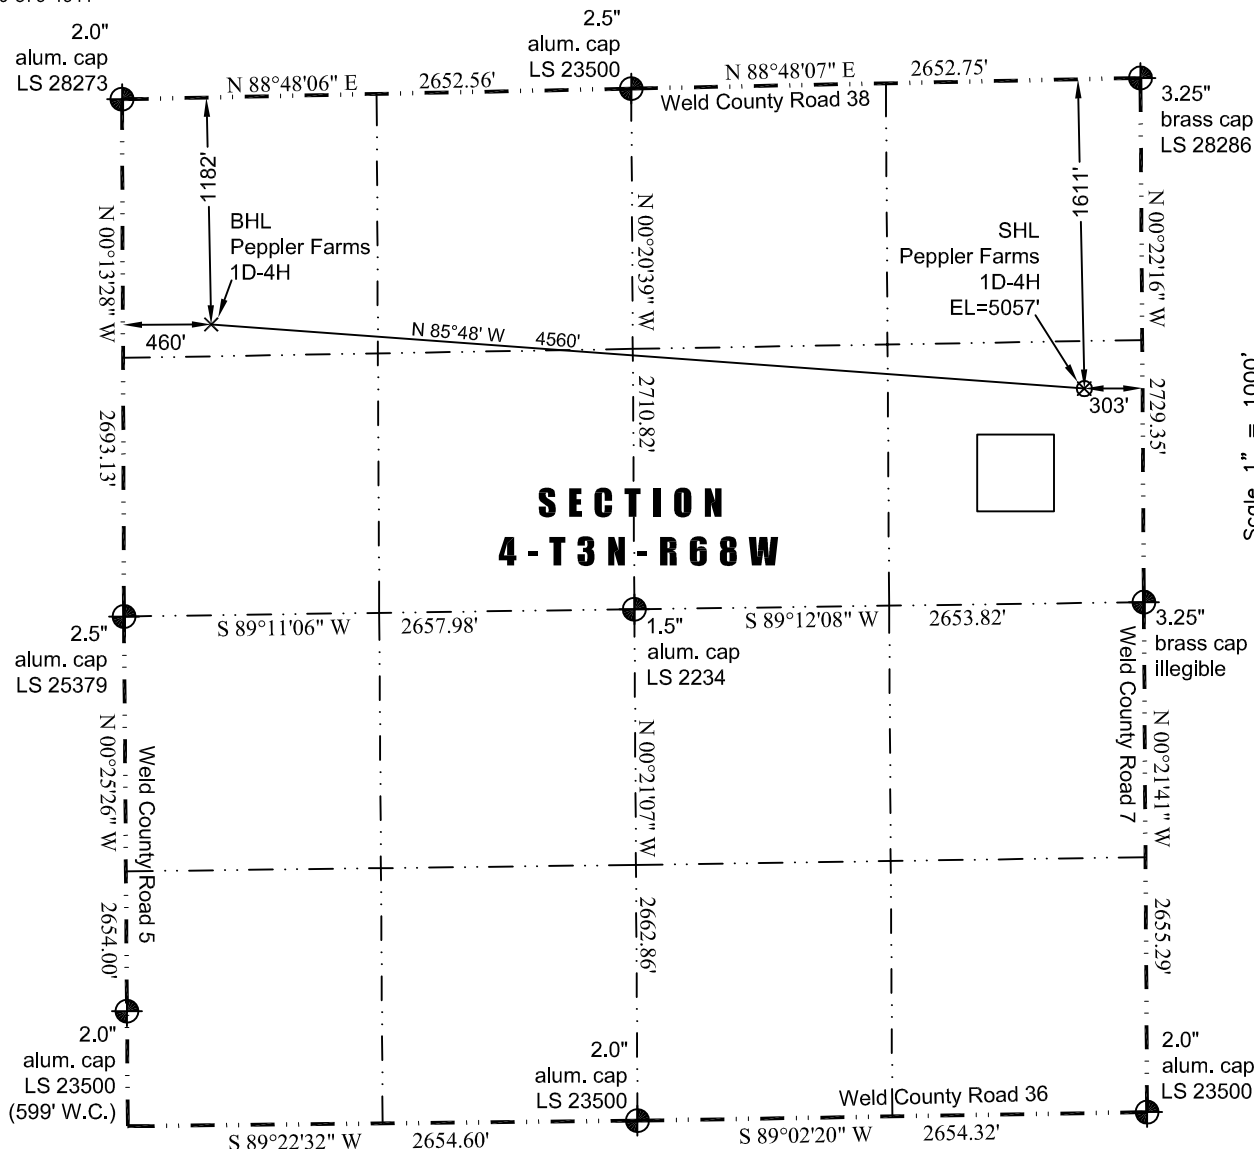 2.0"
alum. cap
LS 28273
N 88°48'06" E
2652.56'
2.5"
alum. cap
LS 23500
N 88°48'07" E
2652.75'
Weld County Road 38
3.25"
brass cap
LS 28286
1182'
1611'
BHL
Peppler Farms
1D-4H
SHL
Peppler Farms
1D-4H
EL=5057'
N 00°13'28" W
2693.13'
N 00°20'39" W
2710.82'
N 00°22'16" W
2729.35'
460'
N 85°48' W
4560'
303'
Scale 1" = 1000'
SECTION
4-T3N-R68W
2.5"
alum. cap
LS 25379
S 89°11'06" W
2657.98'
1.5"
alum. cap
LS 2234
S 89°12'08" W
2653.82'
3.25"
brass cap
illegible
N 00°25'26" W
2654.00'
Weld County Road 5
N 00°21'07" W
2662.86'
Weld County Road 7
N 00°21'41" W
2655.29'
2.0"
alum. cap
LS 23500
(599' W.C.)
S 89°22'32" W
2654.60'
2.0"
alum. cap
LS 23500
Weld County Road 36
S 89°02'20" W
2654.32'
2.0"
alum. cap
LS 23500